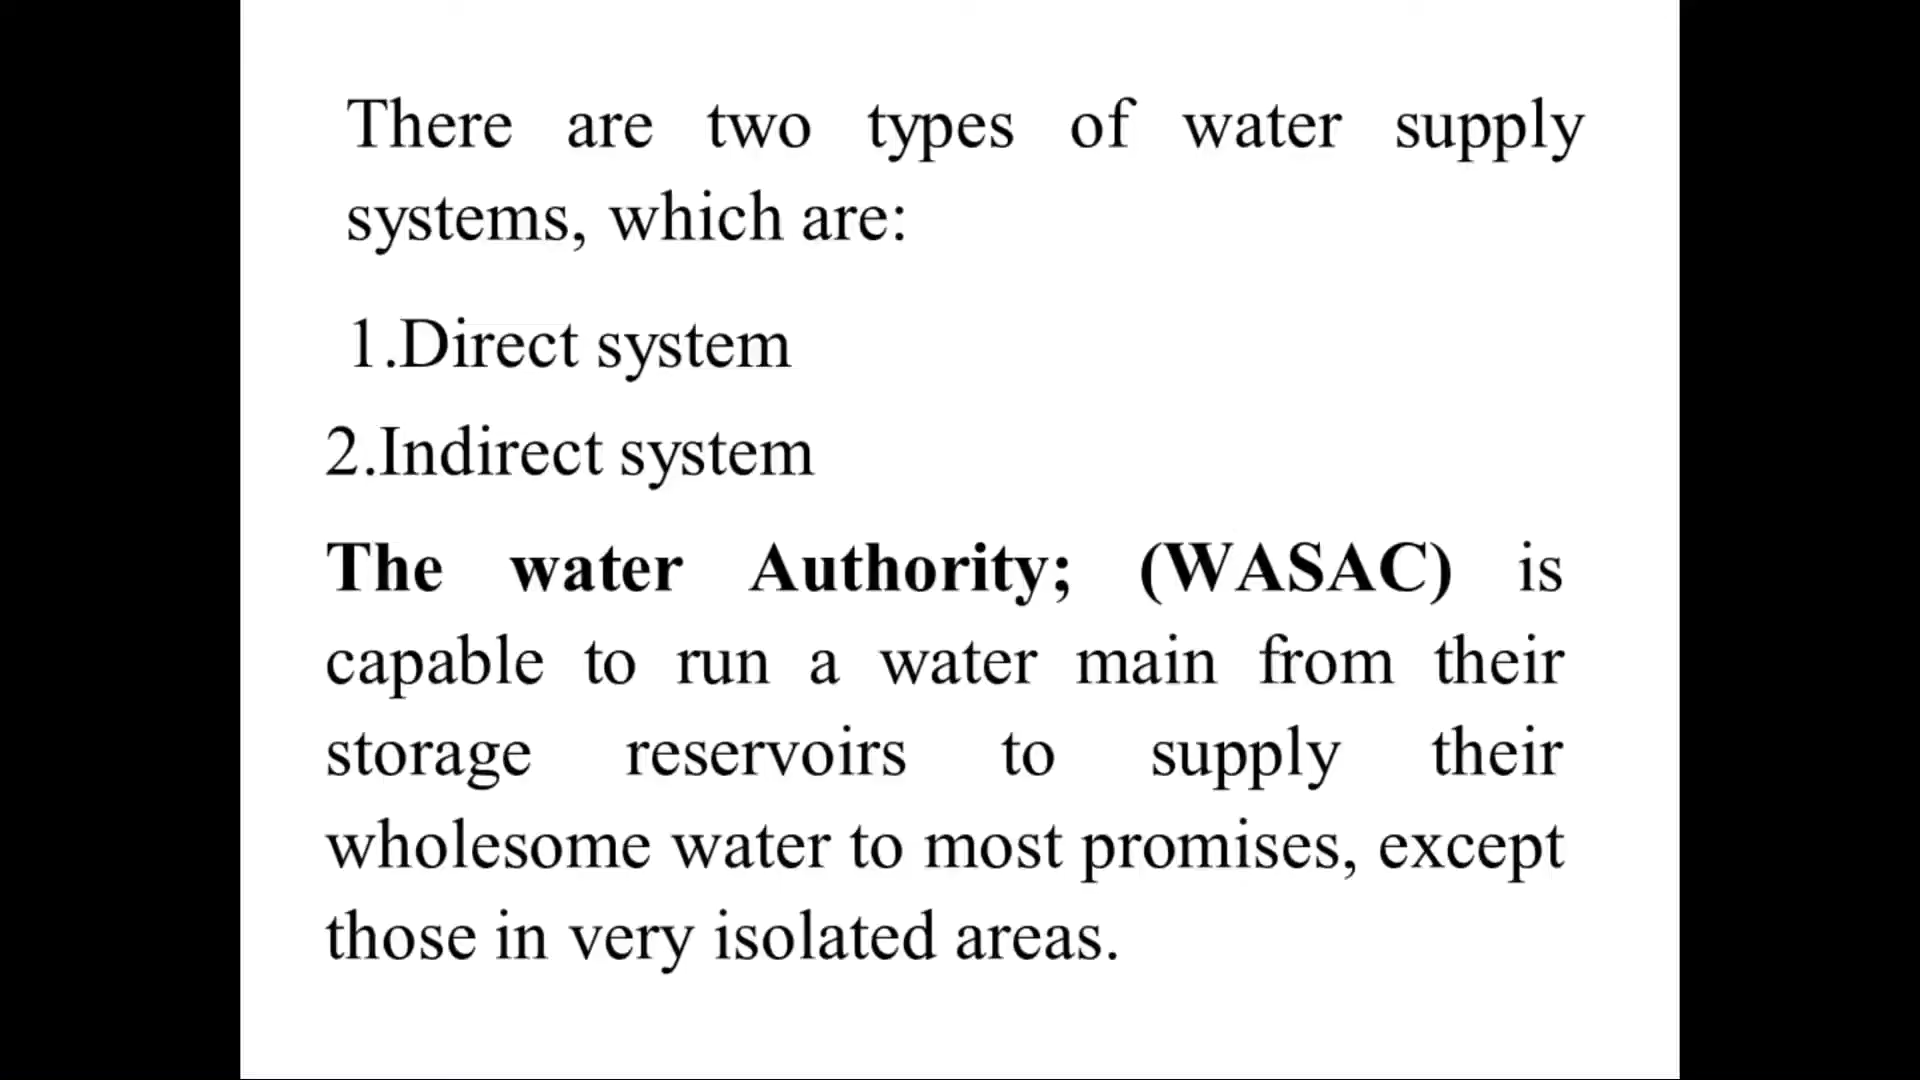 There are two types of water supply
systems, which are:
1.Direct system
2.Indirect system
The water Authority; (WASAC) is
capable to run a water main from their
storage reservoirs to supply their
wholesome water to most promises, except
those in very isolated areas.